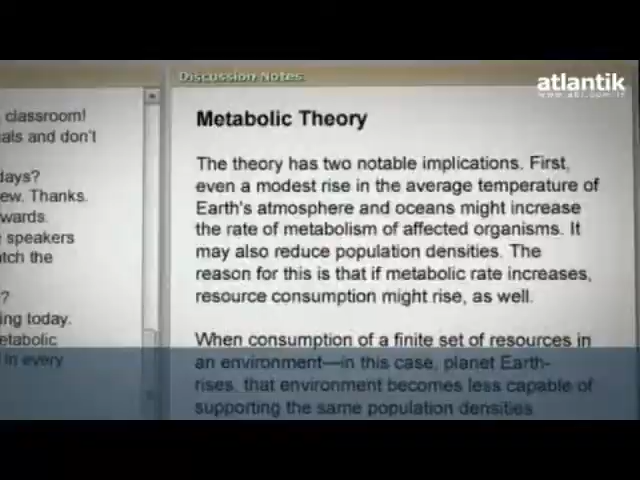 Discussion Notes
atlantik
classroom!
als and don't
days?
ew. Thanks.
wards.
speakers
tch the
?
ing today.
etabolic
in every
Metabolic Theory
The theory has two notable implications. First,
even a modest rise in the average temperature of
Earth's atmosphere and oceans might increase
the rate of metabolism of affected organisms. It
may also reduce population densities. The
reason for this is that if metabolic rate increases,
resource consumption might rise, as well.
When consumption of a finite set of resources in
an environment—in this case, planet Earth-
rises, that environment becomes less capable of
supporting the same population densities